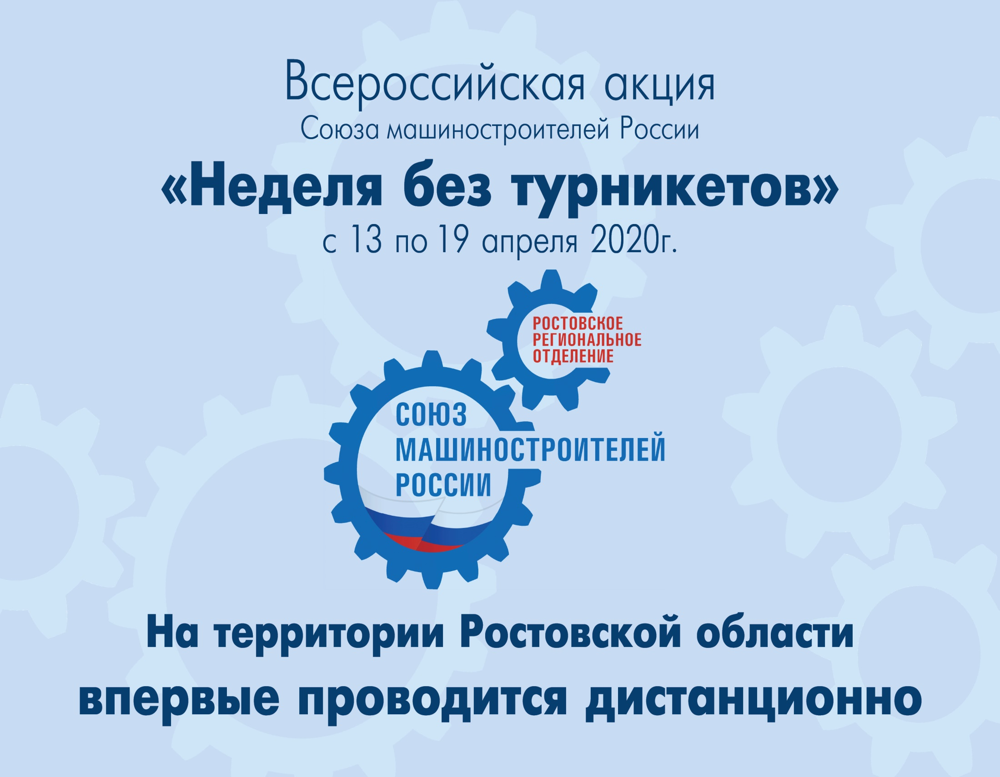 Всероссийская акция
Союза машиностроителей России
«Неделя без турникетов»
с 13 по 19 апреля 2020г.
РОСТОВСКОЕ
РЕГИОНАЛЬНОЕ
ОТДЕЛЕНИЕ
СОЮЗ
МАШИНОСТРОИТЕЛЕЙ
РОССИИ
На территории Ростовской области
впервые проводится дистанционно